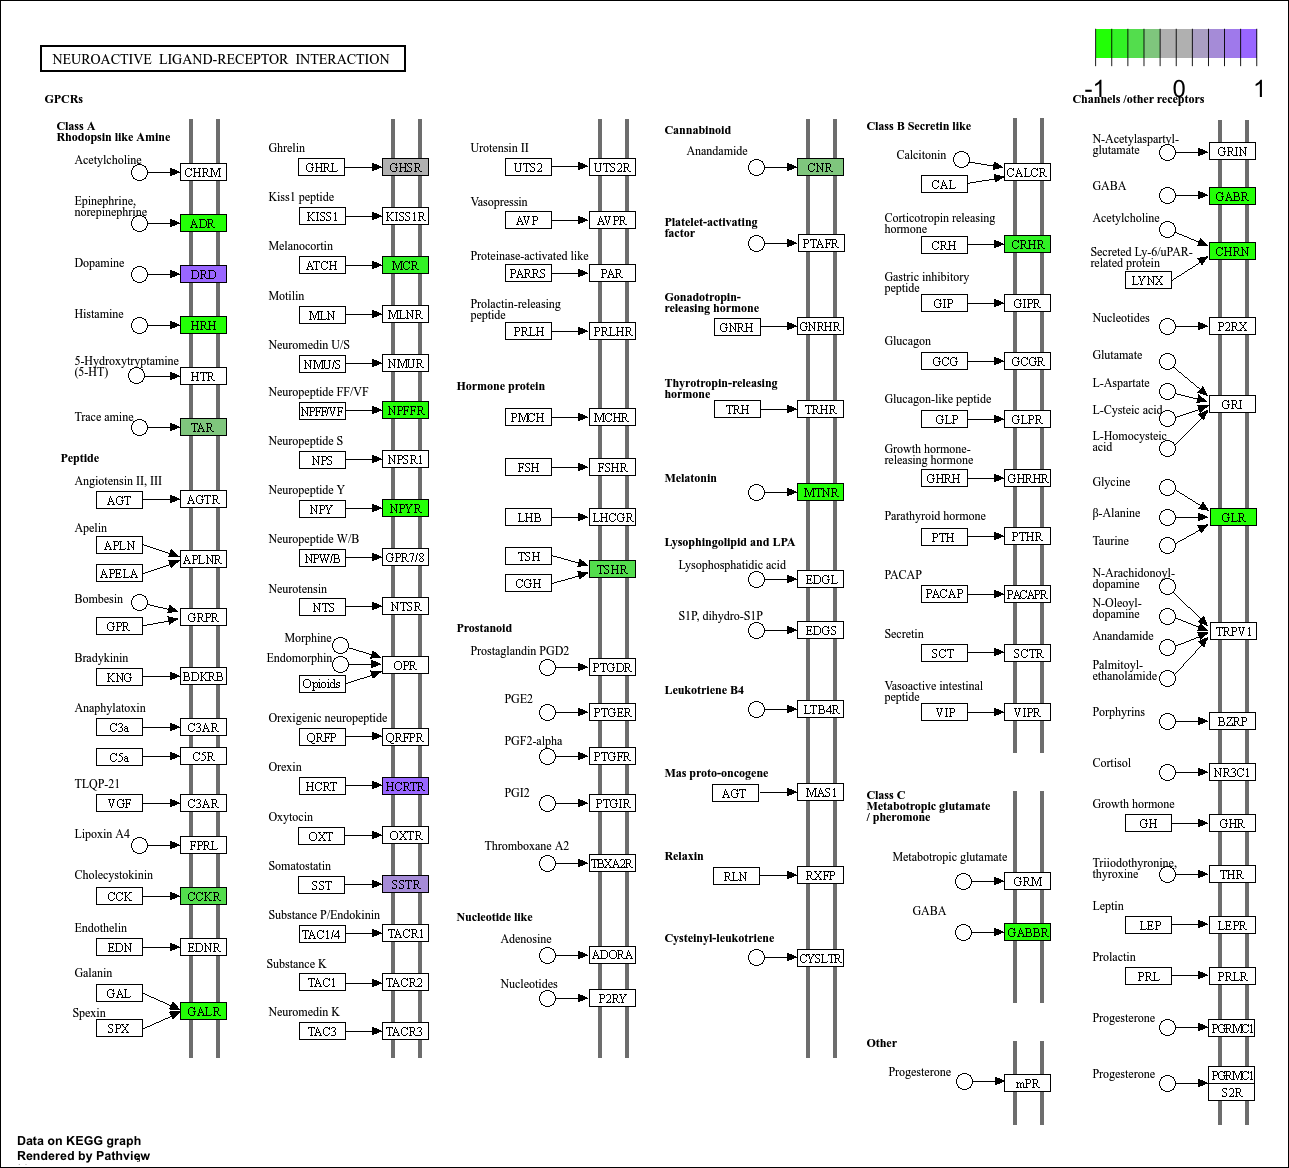 NEUROACTIVE LIGAND-RECEPTOR INTERACTION
-1 0 1
GPCRs
Class A
Rhodopsin like Amine
Acetylcholine
CHRM
Epinephrine,
norepinephrine
ADR
Dopamine
DRD
Histamine
HRH
5-Hydroxytryptamine
(5-HT)
HTR
Trace amine
TAR
Peptide
Angiotensin II, III
AGT AGTR
Apelin
APLN
APLNR
APELA
Bombesin
GRPR
GPR
Bradykinin
KNG BDKRB
Anaphylatoxin
C3a C3AR
C5a C5R
TLQP-21
VGF C3AR
Lipoxin A4
FPRL
Cholecystokinin
CCK CCKR
Endothelin
EDN EDNR
Galanin
GAL
GALR
Spexin
SPX
Ghrelin
GHRL GHSR
Kiss1 peptide
KISS1 KISS1R
Melanocortin
ATCH MCR
Motilin
MLN MLNR
Neuromedin U/S
NMU/S NMUR
Neuropeptide FF/VF
NPFF/VF NPFFR
Neuropeptide S
NPS NPSR1
Neuropeptide Y
NPY NPYR
Neuropeptide W/B
NPW/B GPR7/8
Neurotensin
NTS NTSR
Morphine
Endomorphin
OPR
Opioids
Orexigenic neuropeptide
QRFP QRFPR
Orexin
HCRT HCRTR
Oxytocin
OXT OXTR
Somatostatin
SST SSTR
Substance P/Endokinin
TAC1/4 TACR1
Substance K
TAC1 TACR2
Neuromedin K
TAC3 TACR3
Urotensin II
UTS2 UTS2R
Vasopressin
AVP AVPR
Proteinase-activated like
PARRS PAR
Prolactin-releasing
peptide
PRLH PRLHR
Hormone protein
PMCH MCHR
FSH FSHR
LHB LHCGR
TSH
TSHR
CGH
Prostanoid
Prostaglandin PGD2
PTGDR
PGE2
PTGER
PGF2-alpha
PTGFR
PGI2
PTGIR
Thromboxane A2
TBXA2R
Nucleotide like
Adenosine
ADORA
Nucleotides
P2RY
Cannabinoid
Anandamide
CNR
Platelet-activating
factor
PTAFR
Gonadotropin-
releasing hormone
GNRH GNRHR
Thyrotropin-releasing
hormone
TRH TRHR
Melatonin
MTNR
Lysophingolipid and LPA
Lysophosphatidic acid
EDGL
S1P, dihydro-S1P
EDGS
Leukotriene B4
LTB4R
Mas proto-oncogene
AGT MAS1
Relaxin
RLN RXFP
Cysteinyl-leukotriene
CYSLTR
Class B Secretin like
Calcitonin
CALCR
CAL
Corticotropin releasing
hormone
CRH CRHR
Gastric inhibitory
peptide
GIP GIPR
Glucagon
GCG GCGR
Glucagon-like peptide
GLP GLPR
Growth hormone-
releasing hormone
GHRH GHRHR
Parathyroid hormone
PTH PTHR
PACAP
PACAP PACAPR
Secretin
SCT SCTR
Vasoactive intestinal
peptide
VIP VIPR
Class C
Metabotropic glutamate
/ pheromone
Metabotropic glutamate
GRM
GABA
GABBR
Other
Progesterone
mPR
Channels /other receptors
N-Acetylaspartyl-
glutamate
GRIN
GABA
GABR
Acetylcholine
CHRN
Secreted Ly-6/uPAR-
related protein
LYNX
Nucleotides
P2RX
Glutamate
L-Aspartate
GRI
L-Cysteic acid
L-Homocysteic
acid
Glycine
β-Alanine
GLR
Taurine
N-Arachidonoyl-
dopamine
N-Oleoyl-
dopamine
TRPV1
Anandamide
Palmitoyl-
ethanolamide
Porphyrins
BZRP
Cortisol
NR3C1
Growth hormone
GH GHR
Triiodothyronine,
thyroxine
THR
Leptin
LEP LEPR
Prolactin
PRL PRLR
Progesterone
PGRMC1
Progesterone
PGRMC1
S2R
Data on KEGG graph
Rendered by Pathview